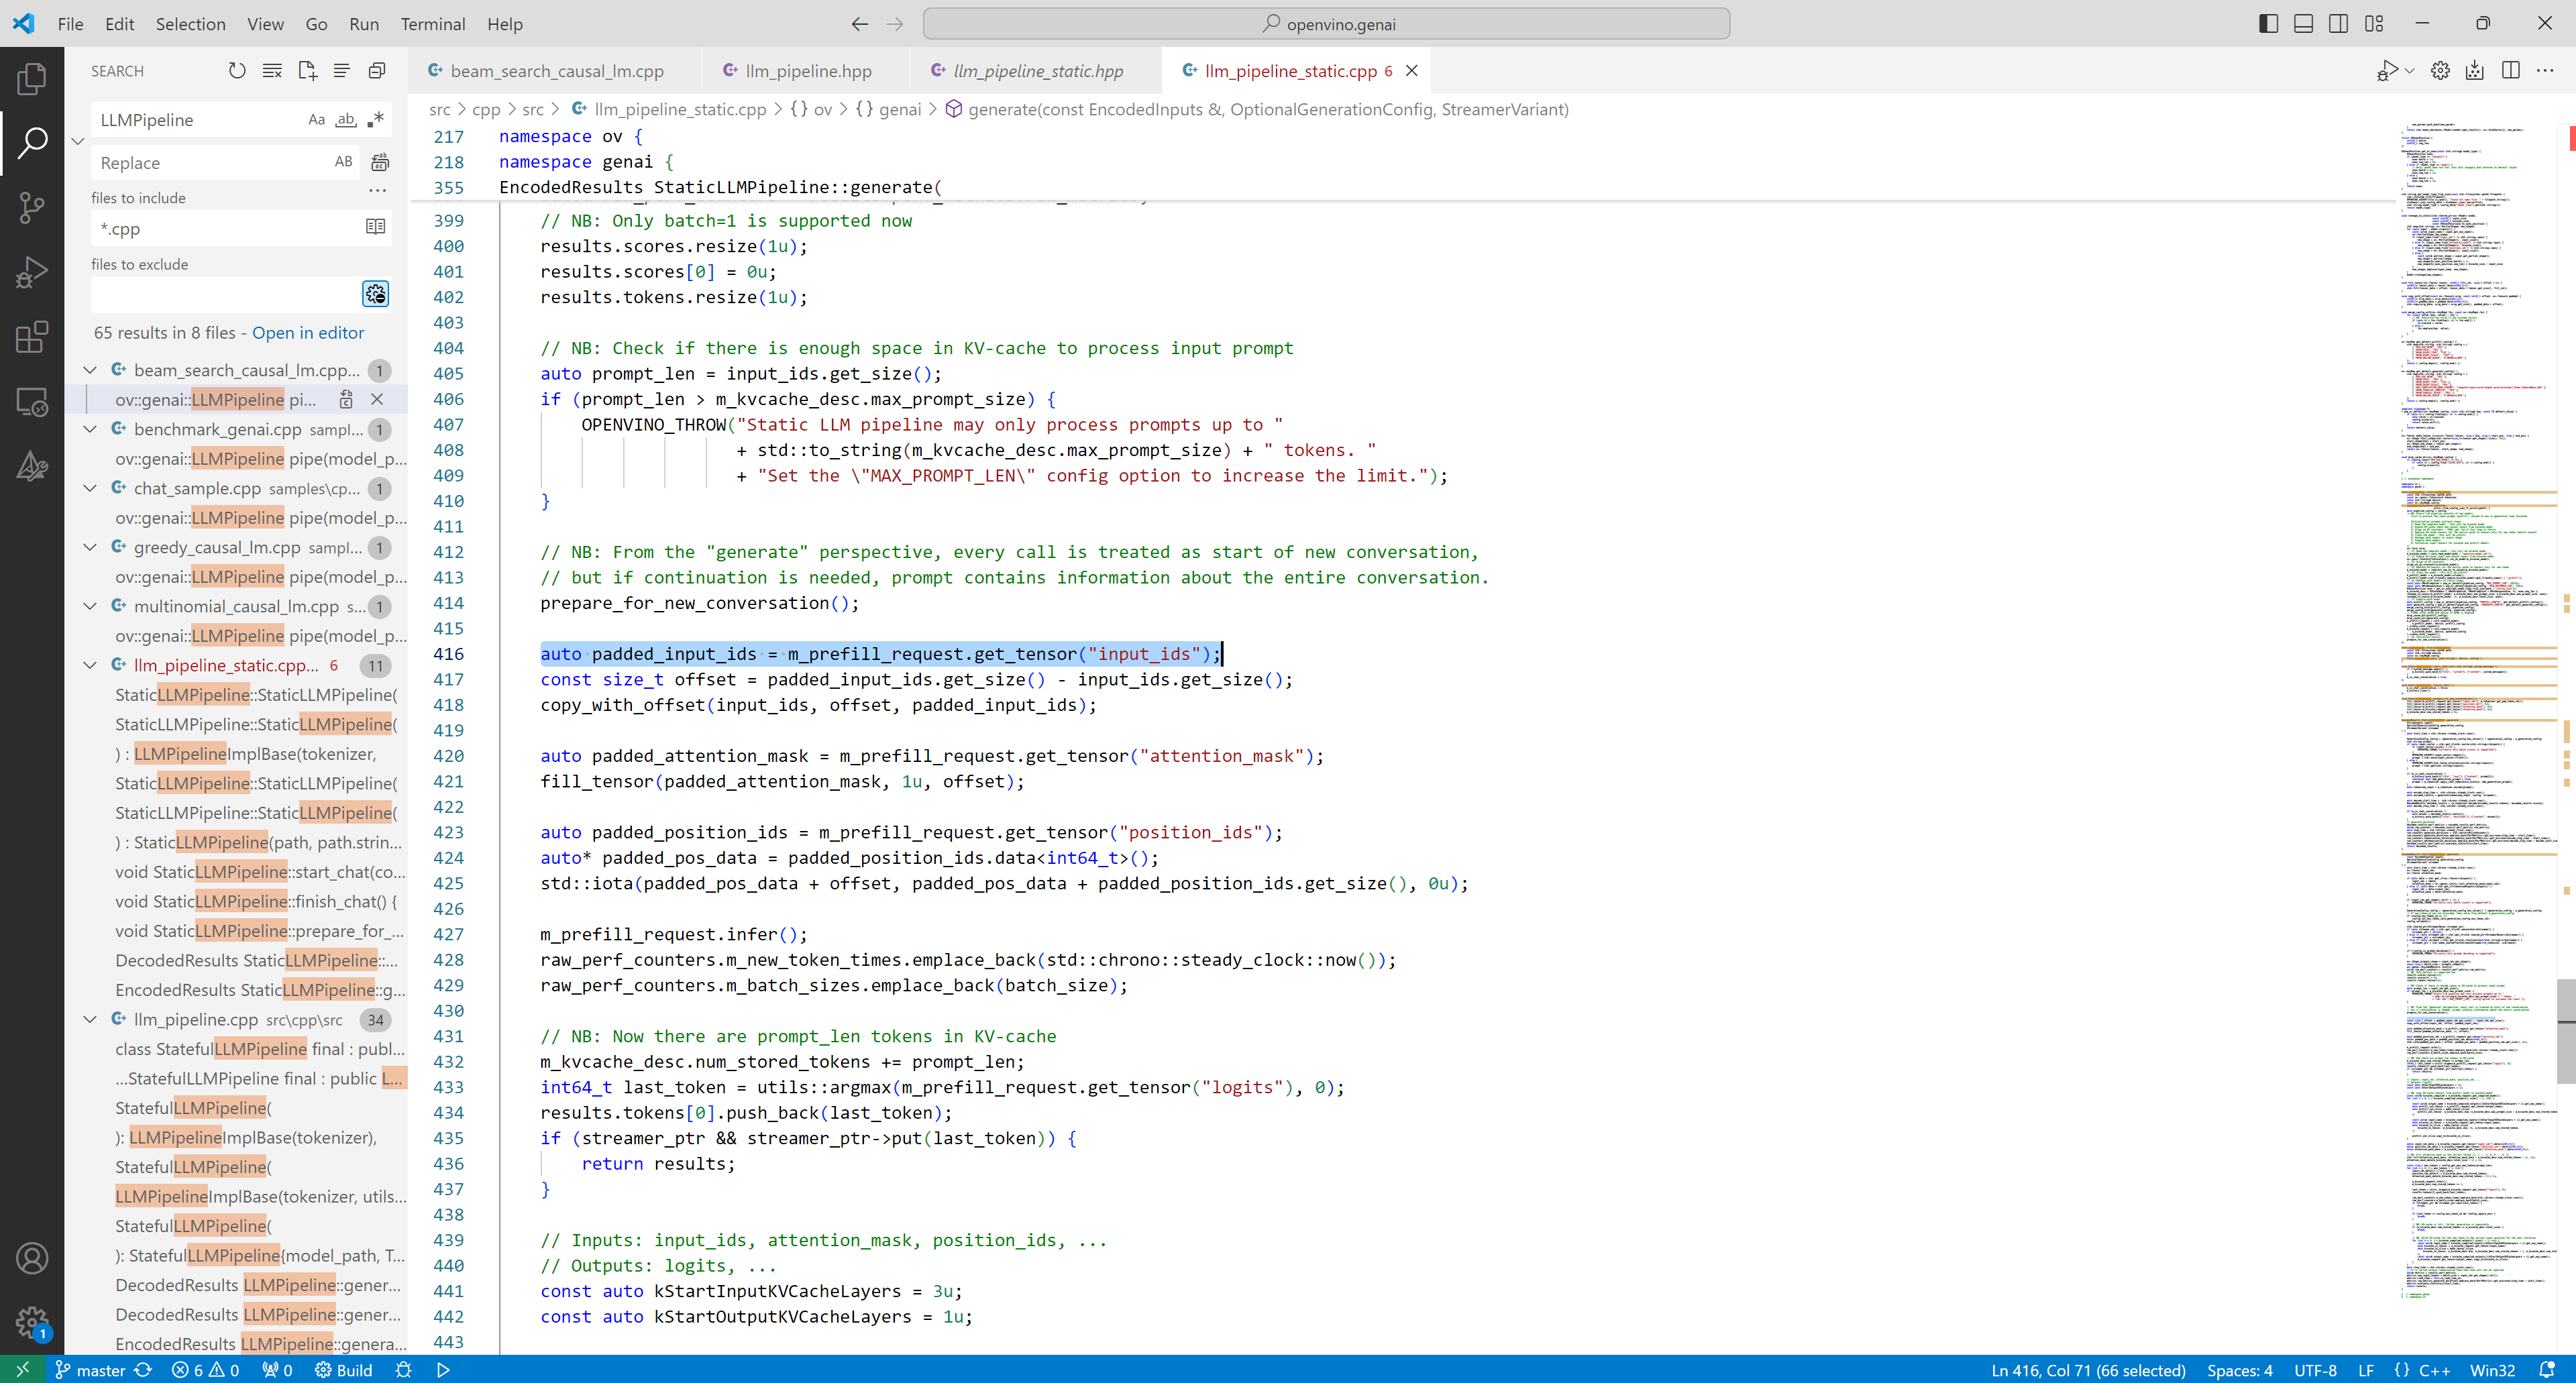 File Edit Selection View Go Run Terminal Help
openvino.genai
SEARCH
beam_search_causal_lm.cpp
llm_pipeline.hpp
llm_pipeline_static.hpp
llm_pipeline_static.cpp 6
LLMPipeline
Aa ab
Replace
AB
files to include
*.cpp
files to exclude
65 results in 8 files - Open in editor
beam_search_causal_lm.cpp... 1
ov::genai::LLMPipeline pi...
benchmark_genai.cpp sampl... 1
ov::genai::LLMPipeline pipe(model_p...
chat_sample.cpp samples\cp... 1
ov::genai::LLMPipeline pipe(model_p...
greedy_causal_lm.cpp sampl... 1
ov::genai::LLMPipeline pipe(model_p...
multinomial_causal_lm.cpp s... 1
ov::genai::LLMPipeline pipe(model_p...
llm_pipeline_static.cpp... 6 11
StaticLLMPipeline::StaticLLMPipeline(
StaticLLMPipeline::StaticLLMPipeline(
) : LLMPipelineImplBase(tokenizer,
StaticLLMPipeline::StaticLLMPipeline(
StaticLLMPipeline::StaticLLMPipeline(
) : StaticLLMPipeline(path, path.strin...
void StaticLLMPipeline::start_chat(co...
void StaticLLMPipeline::finish_chat() {
void StaticLLMPipeline::prepare_for_...
DecodedResults StaticLLMPipeline::...
EncodedResults StaticLLMPipeline::g...
llm_pipeline.cpp src\cpp\src 34
class StatefulLLMPipeline final : publ...
...StatefulLLMPipeline final : public L...
StatefulLLMPipeline(
): LLMPipelineImplBase(tokenizer),
StatefulLLMPipeline(
LLMPipelineImplBase(tokenizer, utils...
StatefulLLMPipeline(
): StatefulLLMPipeline{model_path, T...
DecodedResults LLMPipeline::gener...
DecodedResults LLMPipeline::gener...
EncodedResults LLMPipeline::genera...
src > cpp > src > llm_pipeline_static.cpp > {} ov > {} genai > generate(const EncodedInputs &, OptionalGenerationConfig, StreamerVariant)
217 namespace ov {
218 namespace genai {
355 EncodedResults StaticLLMPipeline::generate(
399 // NB: Only batch=1 is supported now
400 results.scores.resize(1u);
401 results.scores[0] = 0u;
402 results.tokens.resize(1u);
403
404 // NB: Check if there is enough space in KV-cache to process input prompt
405 auto prompt_len = input_ids.get_size();
406 if (prompt_len > m_kvcache_desc.max_prompt_size) {
407 OPENVINO_THROW("Static LLM pipeline may only process prompts up to "
408 + std::to_string(m_kvcache_desc.max_prompt_size) + " tokens. "
409 + "Set the \"MAX_PROMPT_LEN\" config option to increase the limit.");
410 }
411
412 // NB: From the "generate" perspective, every call is treated as start of new conversation,
413 // but if continuation is needed, prompt contains information about the entire conversation.
414 prepare_for_new_conversation();
415
416 auto padded_input_ids = m_prefill_request.get_tensor("input_ids");
417 const size_t offset = padded_input_ids.get_size() - input_ids.get_size();
418 copy_with_offset(input_ids, offset, padded_input_ids);
419
420 auto padded_attention_mask = m_prefill_request.get_tensor("attention_mask");
421 fill_tensor(padded_attention_mask, 1u, offset);
422
423 auto padded_position_ids = m_prefill_request.get_tensor("position_ids");
424 auto* padded_pos_data = padded_position_ids.data<int64_t>();
425 std::iota(padded_pos_data + offset, padded_pos_data + padded_position_ids.get_size(), 0u);
426
427 m_prefill_request.infer();
428 raw_perf_counters.m_new_token_times.emplace_back(std::chrono::steady_clock::now());
429 raw_perf_counters.m_batch_sizes.emplace_back(batch_size);
430
431 // NB: Now there are prompt_len tokens in KV-cache
432 m_kvcache_desc.num_stored_tokens += prompt_len;
433 int64_t last_token = utils::argmax(m_prefill_request.get_tensor("logits"), 0);
434 results.tokens[0].push_back(last_token);
435 if (streamer_ptr && streamer_ptr->put(last_token)) {
436 return results;
437 }
438
439 // Inputs: input_ids, attention_mask, position_ids, ...
440 // Outputs: logits, ...
441 const auto kStartInputKVCacheLayers = 3u;
442 const auto kStartOutputKVCacheLayers = 1u;
443
1
master 6 0 0 Build
Ln 416, Col 71 (66 selected) Spaces: 4 UTF-8 LF {} C++ Win32